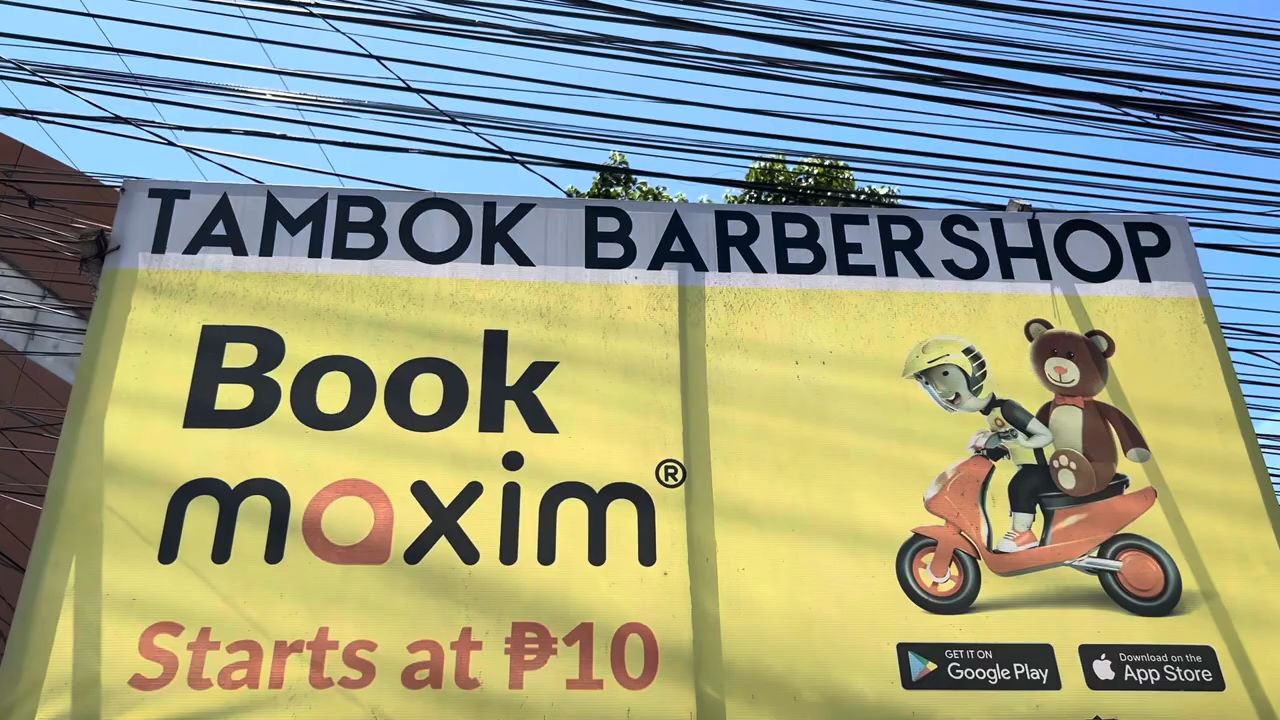 TAMBOK BARBERSHOP
Book
maxim®
Starts at ₱10
GET IT ON
Google Play
Download on the
App Store